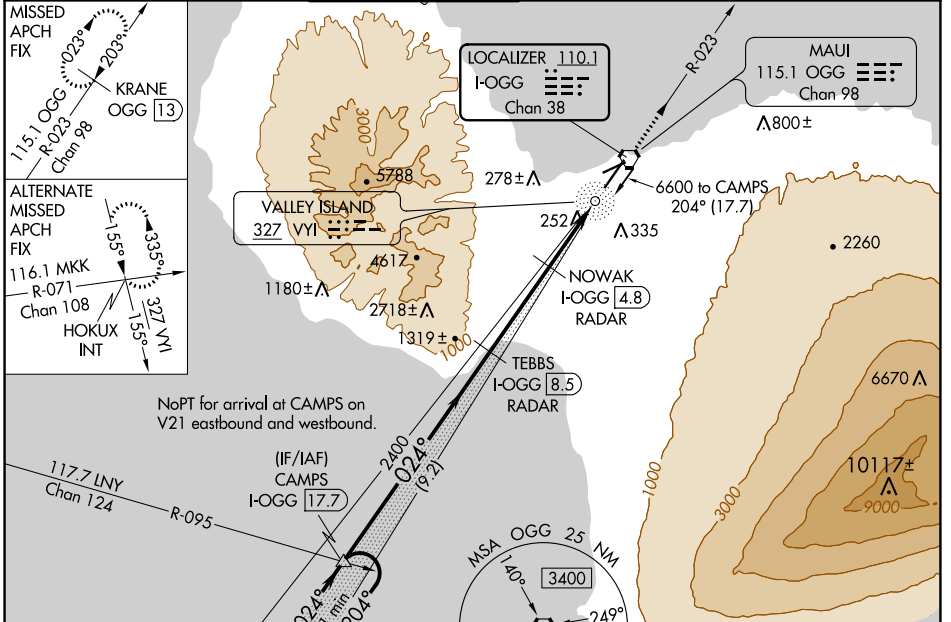 MISSED
APCH
FIX
023°
203°
KRANE
OGG 13
115.1 OGG
R-023
Chan 98
ALTERNATE
MISSED
APCH
FIX
155°
335°
116.1 MKK
R-071
Chan 108
HOKUX
INT
327 VYI
155°
LOCALIZER 110.1
I-OGG
Chan 38
R-023
MAUI
115.1 OGG
Chan 98
800±
3000
5788
278±
6600 to CAMPS
204° (17.7)
VALLEY ISLAND
327 VYI
252
335
2260
4617
1180±
NOWAK
I-OGG 4.8
RADAR
2718±
1319±
1000
TEBBS
I-OGG 8.5
RADAR
6670
NoPT for arrival at CAMPS on
V21 eastbound and westbound.
2400
024°
(9.2)
(IF/IAF)
CAMPS
I-OGG 17.7
117.7 LNY
Chan 124
R-095
1000
3000
10117±
9000
MSA OGG 25 NM
140°
3400
249°
024°
1 min
204°